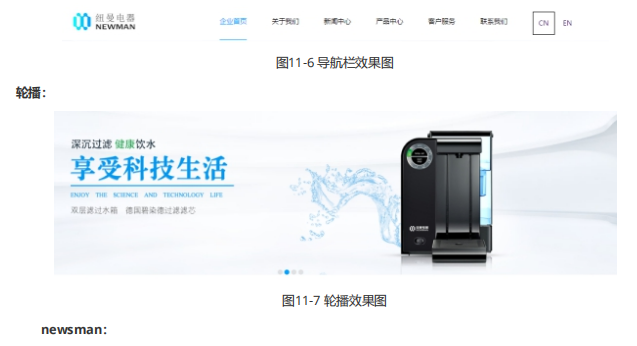 纽曼电器
NEWMAN
企业首页 关于我们 新闻中心 产品中心 客户服务 联系我们 CN EN
图11-6 导航栏效果图
轮播：
深沉过滤 健康饮水
享受科技生活
ENJOY THE SCIENCE AND TECHNOLOGY LIFE
双层滤过水箱 德国碧染德过滤滤芯
图11-7 轮播效果图
newsman：